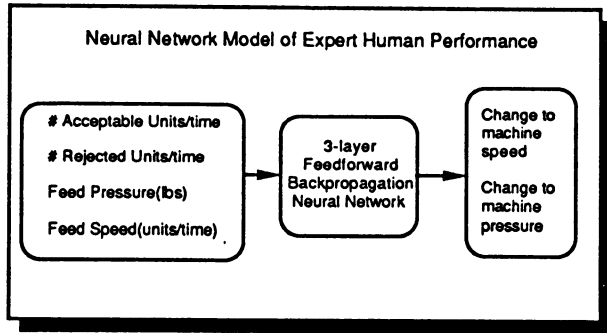 Neural Network Model of Expert Human Performance
# Acceptable Units/time
# Rejected Units/time
Feed Pressure(lbs)
Feed Speed(units/time)
3-layer
Feedforward
Backpropagation
Neural Network
Change to
machine
speed
Change to
machine
pressure